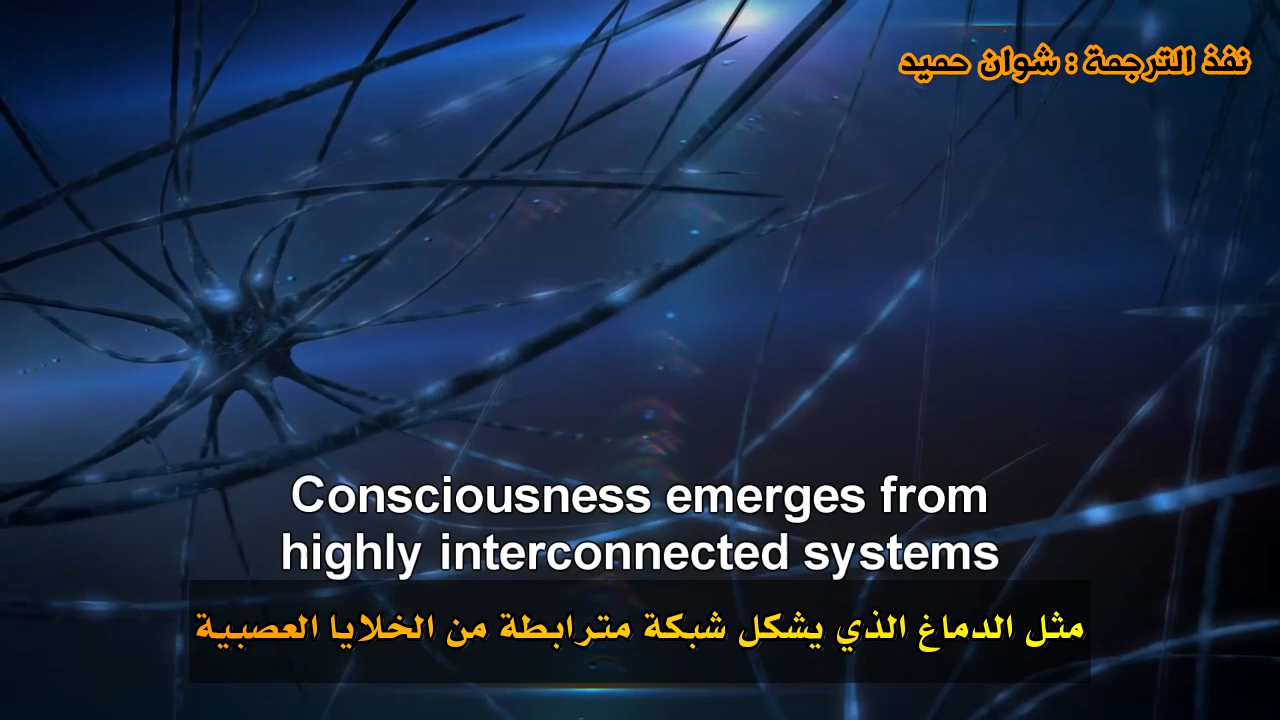 نفذ الترجمة : شوان حميد
Consciousness emerges from
highly interconnected systems
مثل الدماغ الذي يشكل شبكة مترابطة من الخلايا العصبية